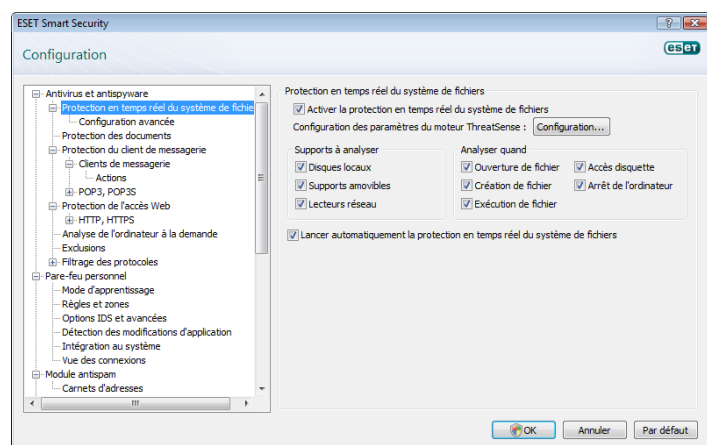 ESET Smart Security
Configuration
eseT
Antivirus et antispyware
Protection en temps réel du système de fichie
Configuration avancée
Protection des documents
Protection du client de messagerie
Clients de messagerie
Actions
POP3, POP3S
Protection de l'accès Web
HTTP, HTTPS
Analyse de l'ordinateur à la demande
Exclusions
Filtrage des protocoles
Pare-feu personnel
Mode d'apprentissage
Règles et zones
Options IDS et avancées
Détection des modifications d'application
Intégration au système
Vue des connexions
Module antispam
Carnets d'adresses
Protection en temps réel du système de fichiers
Activer la protection en temps réel du système de fichiers
Configuration des paramètres du moteur ThreatSense : Configuration...
Supports à analyser
Disques locaux
Supports amovibles
Lecteurs réseau
Analyser quand
Ouverture de fichier Accès disquette
Création de fichier Arrêt de l'ordinateur
Exécution de fichier
Lancer automatiquement la protection en temps réel du système de fichiers
OK Annuler Par défaut